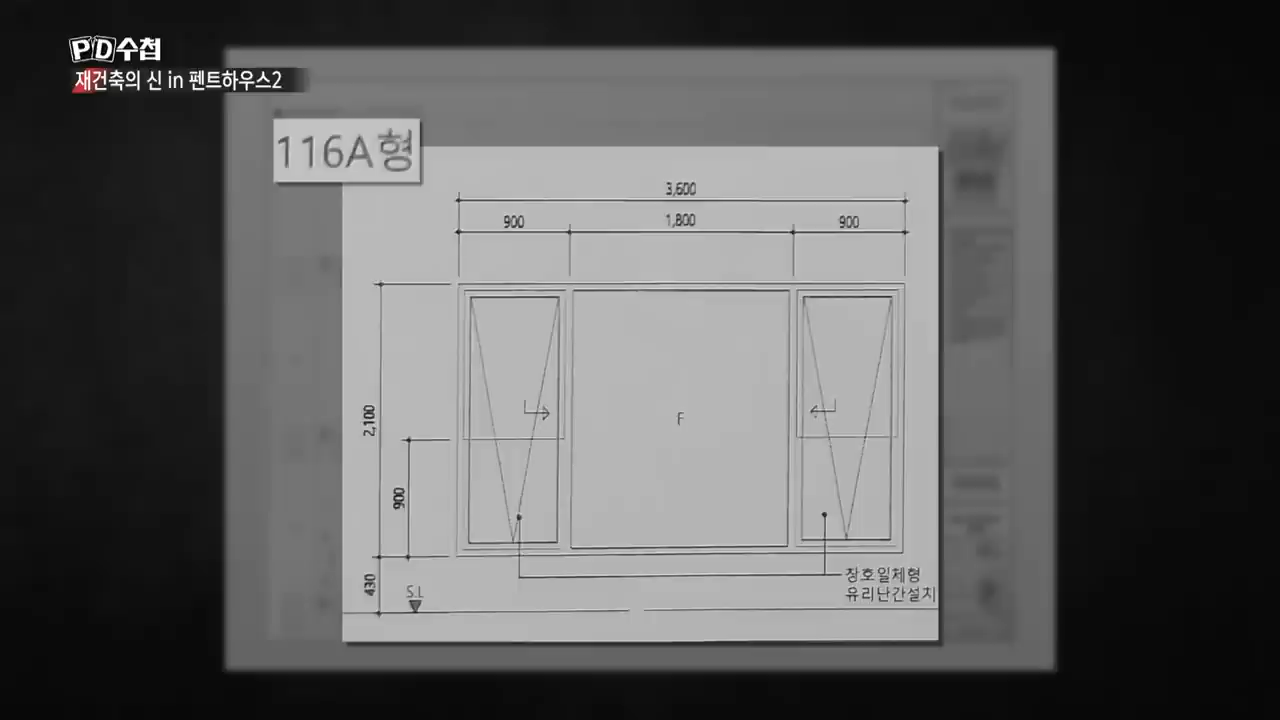 PD수첩
재건축의 신 in 펜트하우스2
116A형
3,600
900
1,800
900
2,100
900
F
430
S.L
창호일체형
유리난간설치